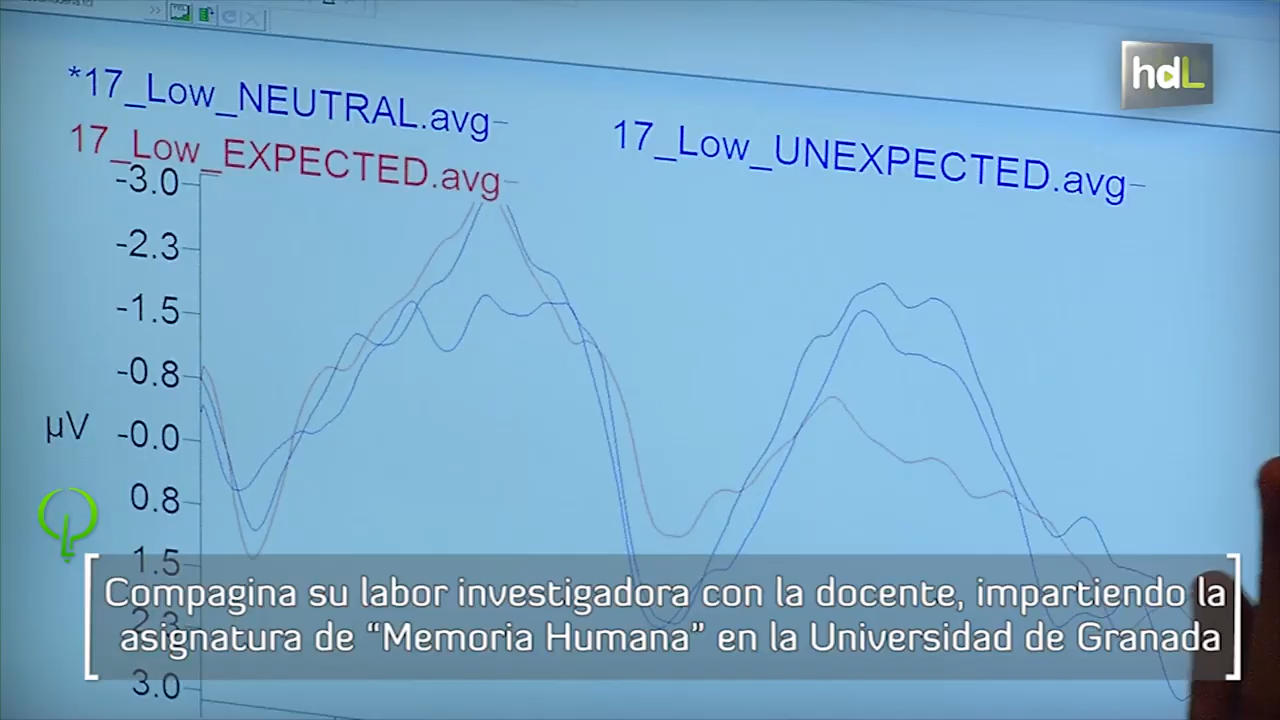 hdL
*17_Low_NEUTRAL.avg
17_Low_EXPECTED.avg
17_Low_UNEXPECTED.avg
-3.0
-2.3
-1.5
-0.8
µV
-0.0
0.8
1.5
2.3
3.0
Compagina su labor investigadora con la docente, impartiendo la
asignatura de “Memoria Humana” en la Universidad de Granada